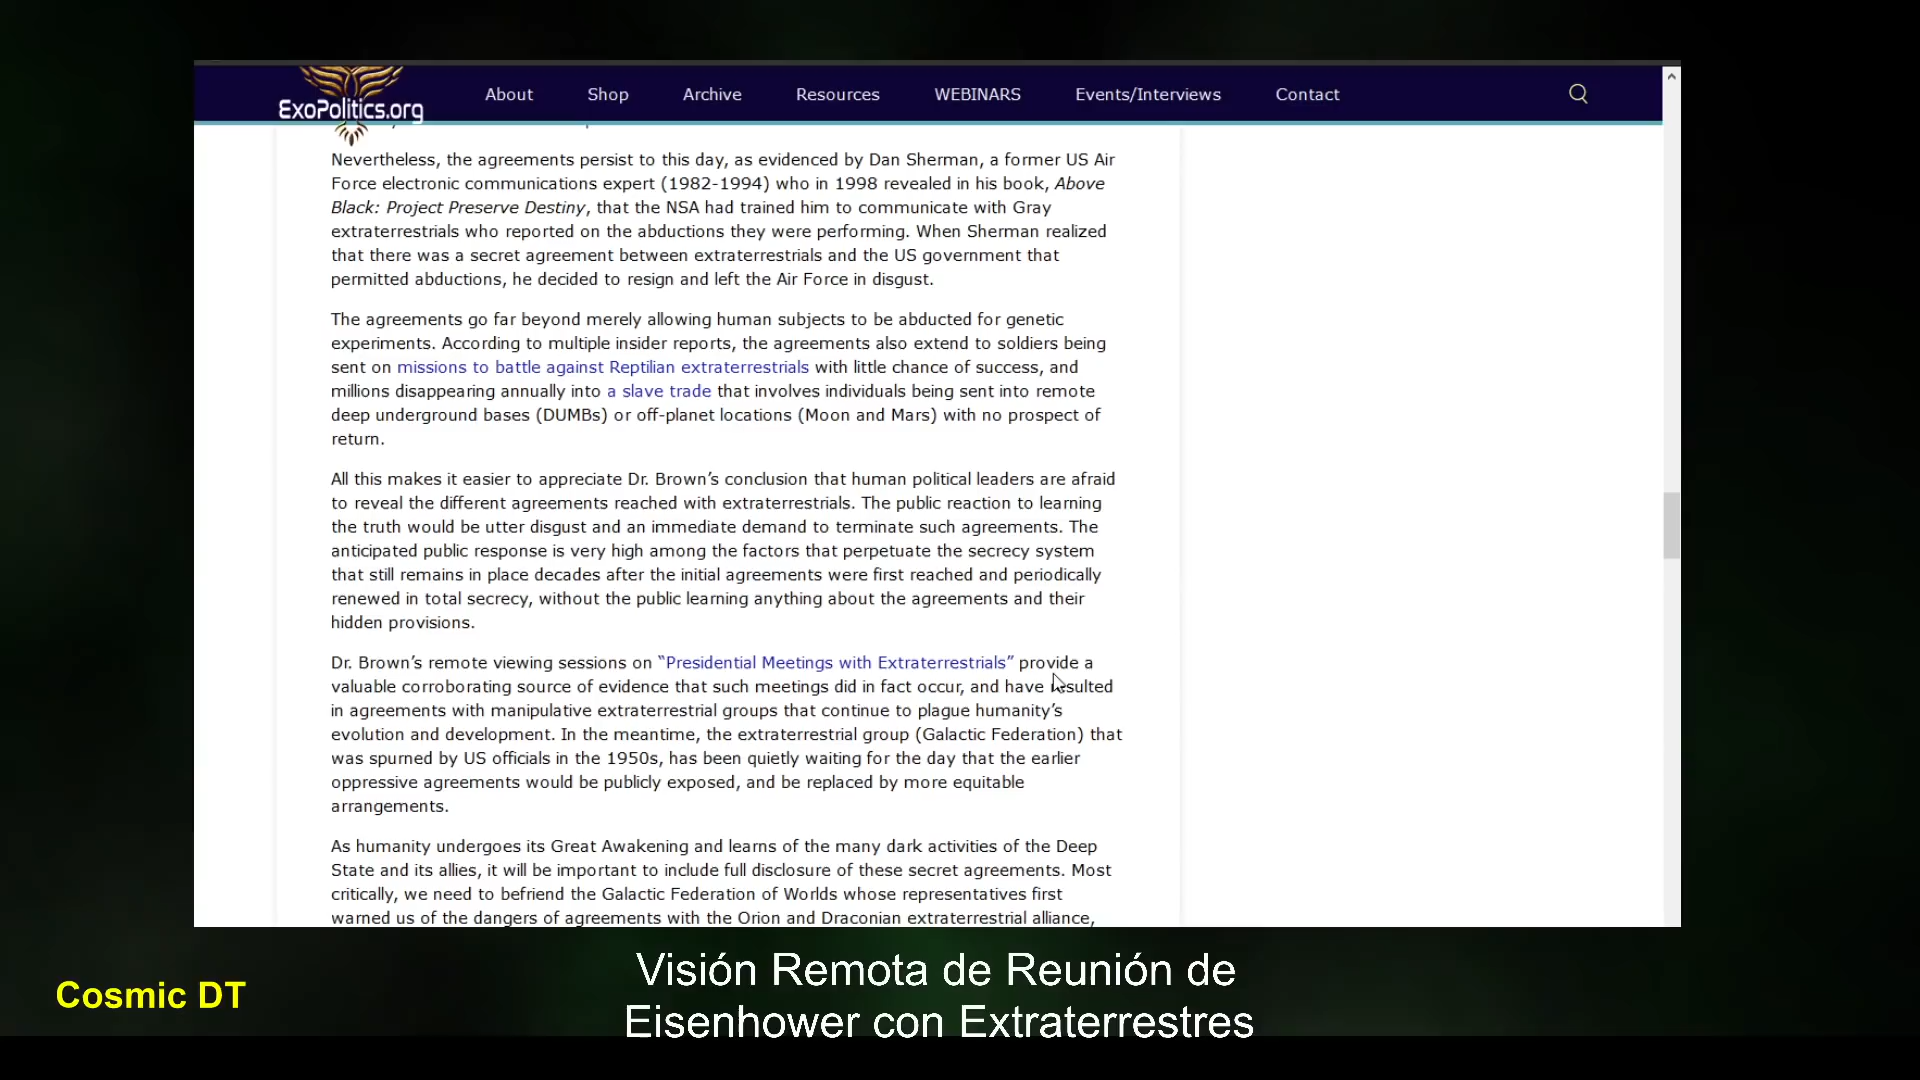 ExoPolitics.org
About
Shop
Archive
Resources
WEBINARS
Events/Interviews
Contact
Nevertheless, the agreements persist to this day, as evidenced by Dan Sherman, a former US Air
Force electronic communications expert (1982-1994) who in 1998 revealed in his book, Above
Black: Project Preserve Destiny, that the NSA had trained him to communicate with Gray
extraterrestrials who reported on the abductions they were performing. When Sherman realized
that there was a secret agreement between extraterrestrials and the US government that
permitted abductions, he decided to resign and left the Air Force in disgust.
The agreements go far beyond merely allowing human subjects to be abducted for genetic
experiments. According to multiple insider reports, the agreements also extend to soldiers being
sent on missions to battle against Reptilian extraterrestrials with little chance of success, and
millions disappearing annually into a slave trade that involves individuals being sent into remote
deep underground bases (DUMBs) or off-planet locations (Moon and Mars) with no prospect of
return.
All this makes it easier to appreciate Dr. Brown’s conclusion that human political leaders are afraid
to reveal the different agreements reached with extraterrestrials. The public reaction to learning
the truth would be utter disgust and an immediate demand to terminate such agreements. The
anticipated public response is very high among the factors that perpetuate the secrecy system
that still remains in place decades after the initial agreements were first reached and periodically
renewed in total secrecy, without the public learning anything about the agreements and their
hidden provisions.
Dr. Brown’s remote viewing sessions on “Presidential Meetings with Extraterrestrials” provide a
valuable corroborating source of evidence that such meetings did in fact occur, and have resulted
in agreements with manipulative extraterrestrial groups that continue to plague humanity’s
evolution and development. In the meantime, the extraterrestrial group (Galactic Federation) that
was spurned by US officials in the 1950s, has been quietly waiting for the day that the earlier
oppressive agreements would be publicly exposed, and be replaced by more equitable
arrangements.
As humanity undergoes its Great Awakening and learns of the many dark activities of the Deep
State and its allies, it will be important to include full disclosure of these secret agreements. Most
critically, we need to befriend the Galactic Federation of Worlds whose representatives first
warned us of the dangers of agreements with the Orion and Draconian extraterrestrial alliance,
Visión Remota de Reunión de
Eisenhower con Extraterrestres
Cosmic DT